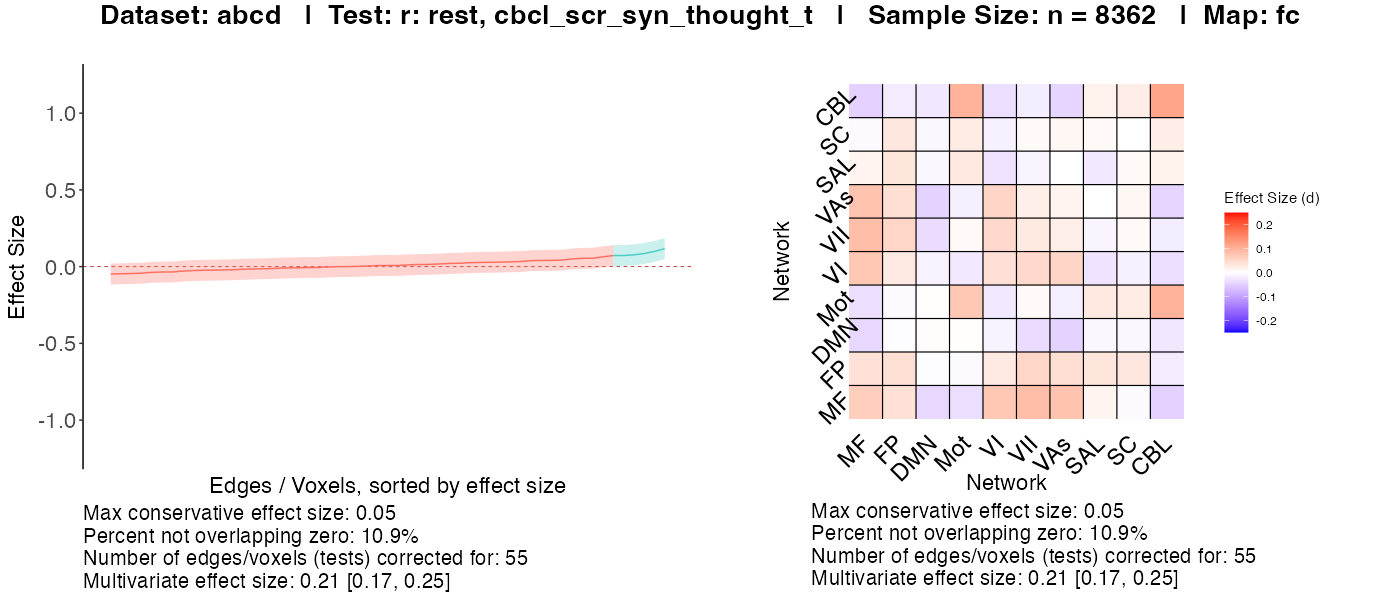 Dataset: abcd | Test: r: rest, cbcl_scr_syn_thought_t | Sample Size: n = 8362 | Map: fc
1.0
0.5
0.0
-0.5
-1.0
Effect Size
Edges / Voxels, sorted by effect size
Max conservative effect size: 0.05
Percent not overlapping zero: 10.9%
Number of edges/voxels (tests) corrected for: 55
Multivariate effect size: 0.21 [0.17, 0.25]
Network
CBL
SC
SAL
VAs
VII
VI
Mot
DMN
FP
MF
MF FP DMN Mot VI VII VAs SAL SC CBL
Network
Effect Size (d)
0.2
0.1
0.0
-0.1
-0.2
Max conservative effect size: 0.05
Percent not overlapping zero: 10.9%
Number of edges/voxels (tests) corrected for: 55
Multivariate effect size: 0.21 [0.17, 0.25]